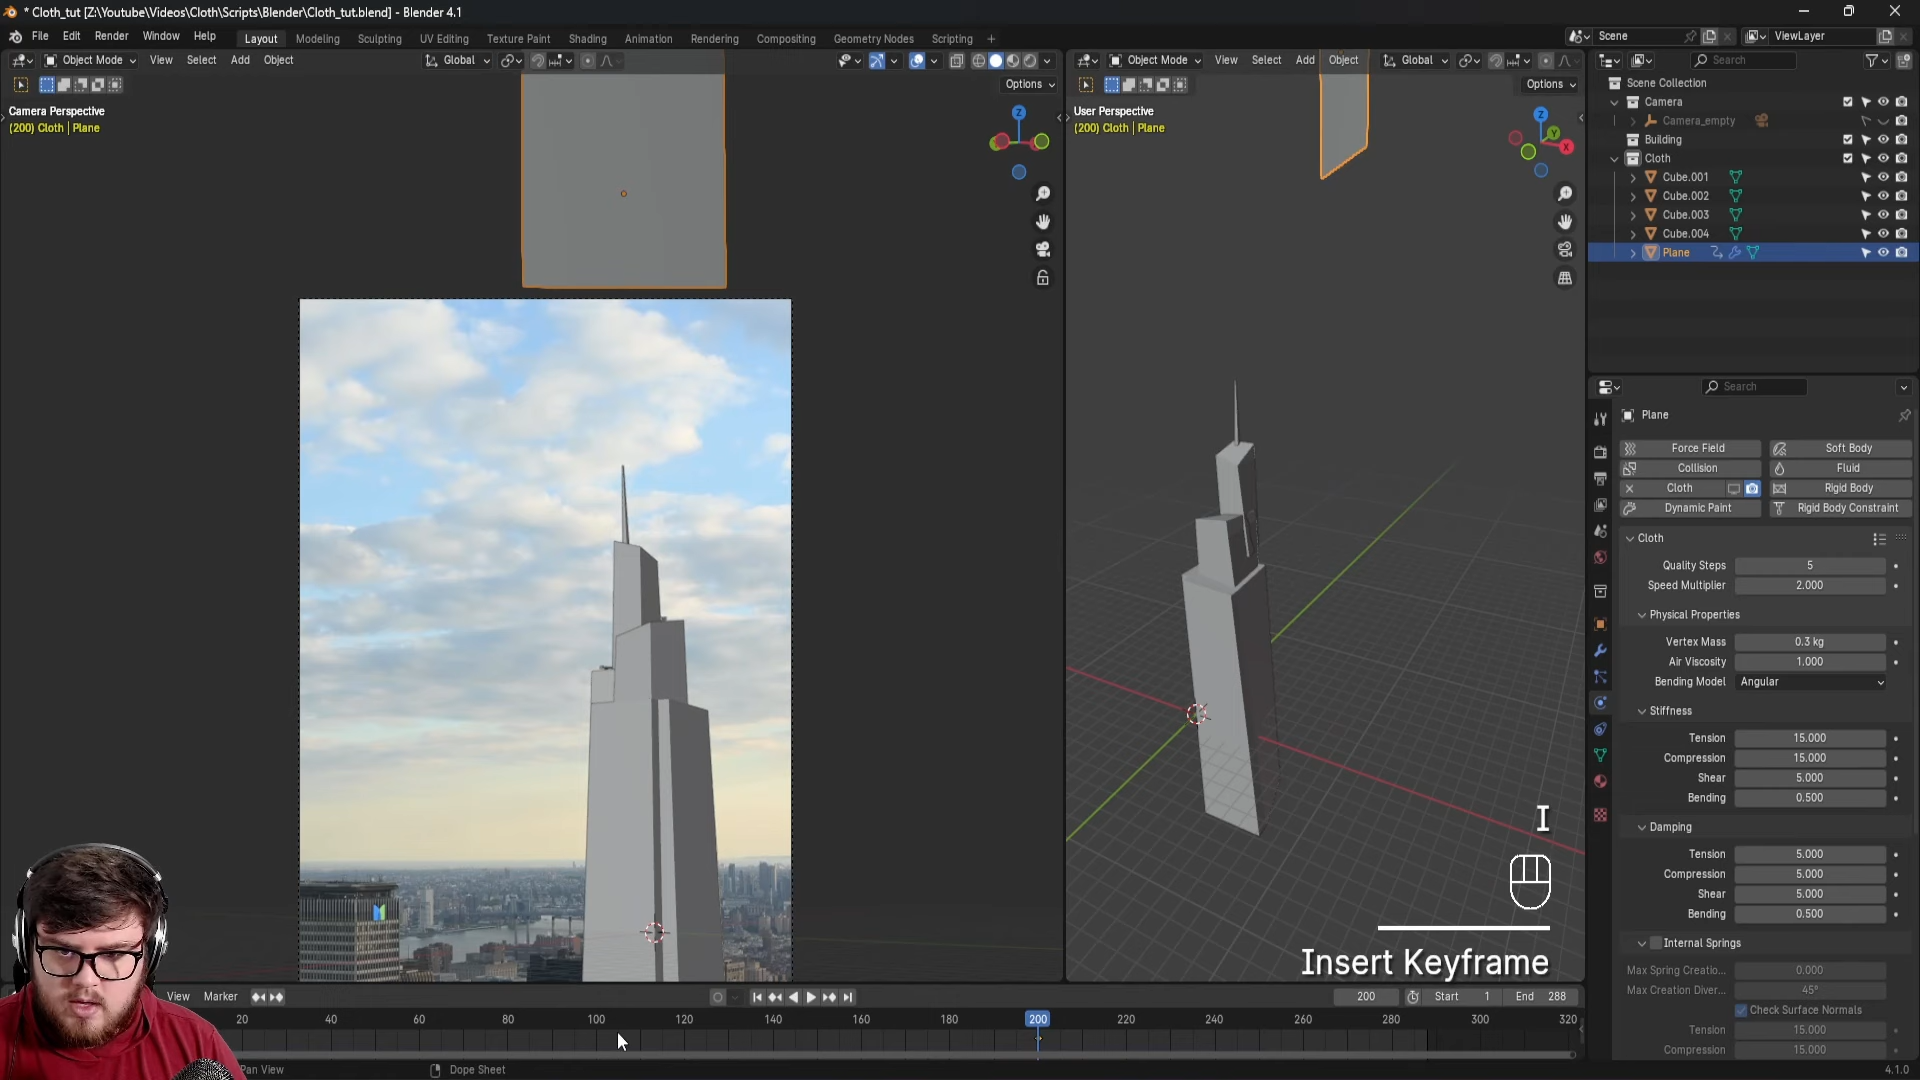 * Cloth_tut [Z:\Youtube\Videos\Cloth\Scripts\Blender\Cloth_tut.blend] - Blender 4.1
File Edit Render Window Help Layout Modeling Sculpting UV Editing Texture Paint Shading Animation Rendering Compositing Geometry Nodes Scripting + Scene ViewLayer
Object Mode View Select Add Object Global
Object Mode View Select Add Object Global
Search
Options
Options
Camera Perspective
(200) Cloth | Plane
Z
User Perspective
(200) Cloth | Plane
Z
Y
X
Scene Collection
Camera
Camera_empty
Building
Cloth
Cube.001
Cube.002
Cube.003
Cube.004
Plane
Search
Plane
Force Field Soft Body
Collision Fluid
Cloth Rigid Body
Dynamic Paint Rigid Body Constraint
Cloth
Quality Steps 5
Speed Multiplier 2.000
Physical Properties
Vertex Mass 0.3 kg
Air Viscosity 1.000
Bending Model Angular
Stiffness
Tension 15.000
Compression 15.000
Shear 5.000
Bending 0.500
Damping
Tension 5.000
Compression 5.000
Shear 5.000
Bending 0.500
Internal Springs
Max Spring Creatio... 0.000
Max Creation Diver... 45°
Check Surface Normals
Tension 15.000
Compression 15.000
I
Insert Keyframe
View Marker 200 Start 1 End 288
20 40 60 80 100 120 140 160 180 200 220 240 260 280 300 320
Pan View Dope Sheet 4.1.0